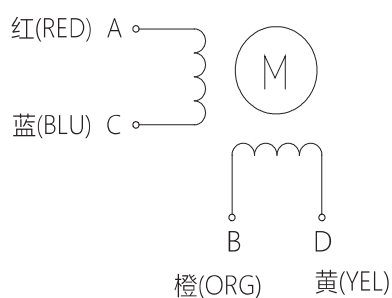 红(RED) A
M
蓝(BLU) C
B D
橙(ORG) 黄(YEL)